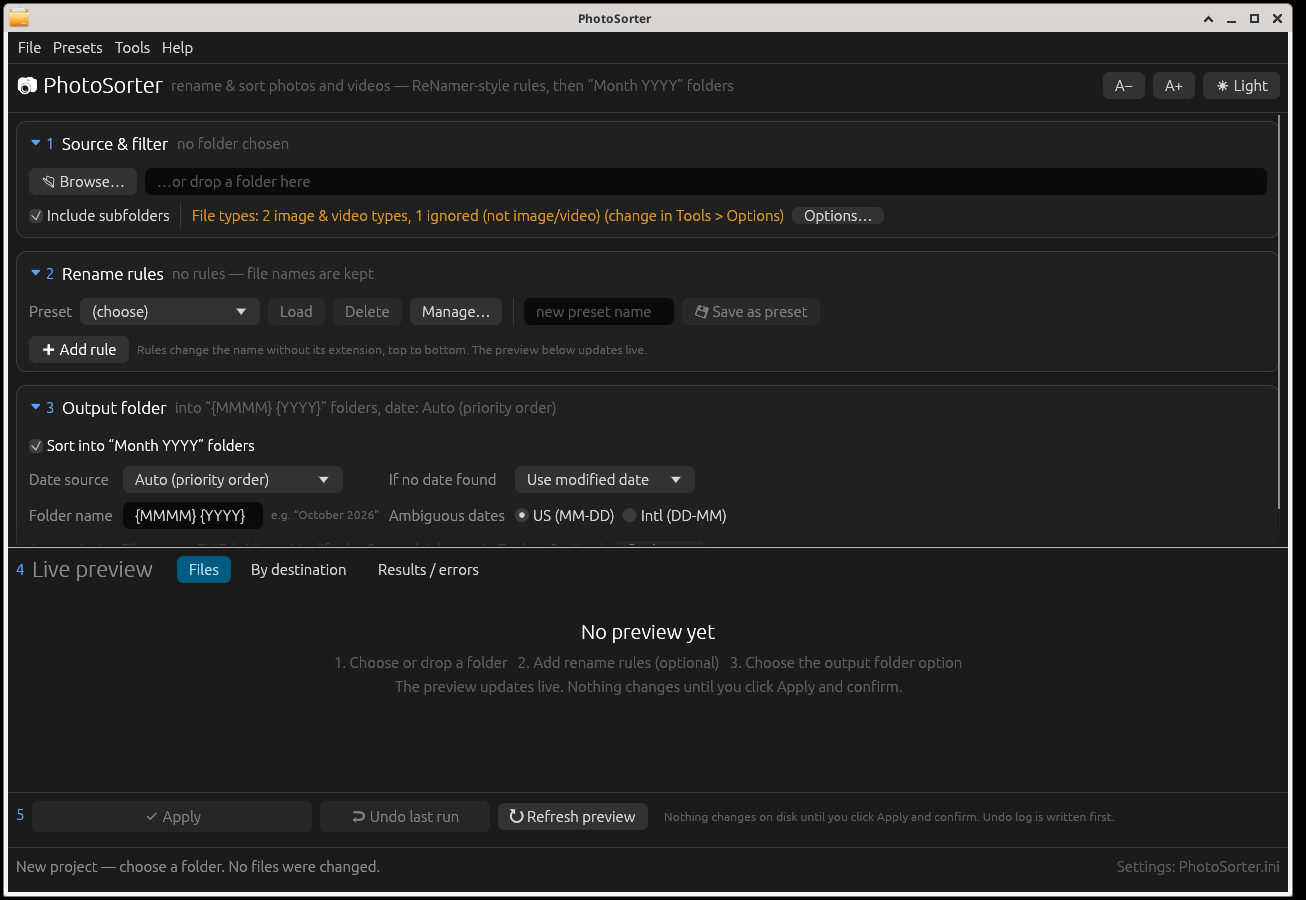 PhotoSorter
File Presets Tools Help
PhotoSorter rename & sort photos and videos — ReNamer-style rules, then “Month YYYY” folders A− A+ ☀ Light
1 Source & filter no folder chosen
Browse… …or drop a folder here
Include subfolders File types: 2 image & video types, 1 ignored (not image/video) (change in Tools > Options) Options…
2 Rename rules no rules — file names are kept
Preset (choose) Load Delete Manage… new preset name Save as preset
+ Add rule Rules change the name without its extension, top to bottom. The preview below updates live.
3 Output folder into “{MMMM} {YYYY}” folders, date: Auto (priority order)
Sort into “Month YYYY” folders
Date source Auto (priority order) If no date found Use modified date
Folder name {MMMM} {YYYY} e.g. “October 2026” Ambiguous dates US (MM-DD) Intl (DD-MM)
4 Live preview Files By destination Results / errors
No preview yet
1. Choose or drop a folder 2. Add rename rules (optional) 3. Choose the output folder option
The preview updates live. Nothing changes until you click Apply and confirm.
5 ✓ Apply Undo last run Refresh preview Nothing changes on disk until you click Apply and confirm. Undo log is written first.
New project — choose a folder. No files were changed. Settings: PhotoSorter.ini